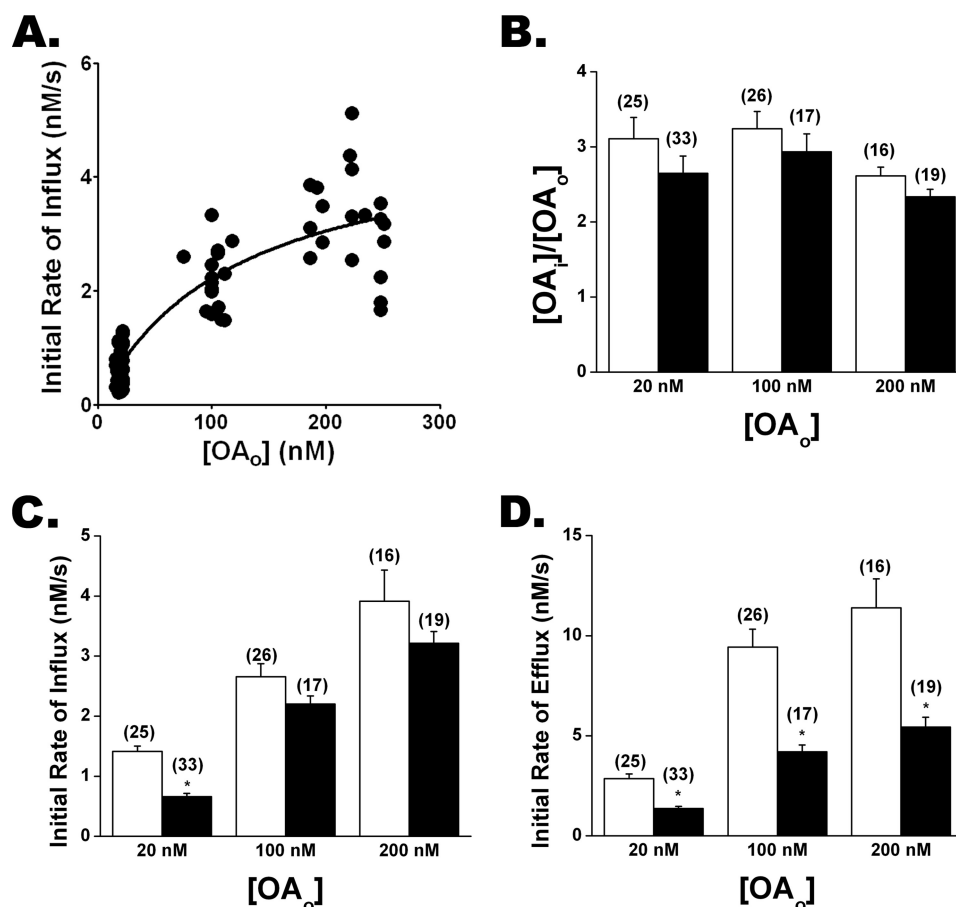 A.
Initial Rate of Influx (nM/s)
6
4
2
0
0 100 200 300
[OAo] (nM)
B.
[OAi]/[OAo]
4
3
2
1
0
(25) (33) (26) (17) (16) (19)
20 nM 100 nM 200 nM
[OAo]
C.
Initial Rate of Influx (nM/s)
5
4
3
2
1
0
(25) (33) (26) (17) (16) (19)
*
20 nM 100 nM 200 nM
[OAo]
D.
Initial Rate of Efflux (nM/s)
15
10
5
0
(25) (33) (26) (17) (16) (19)
* * *
20 nM 100 nM 200 nM
[OAo]